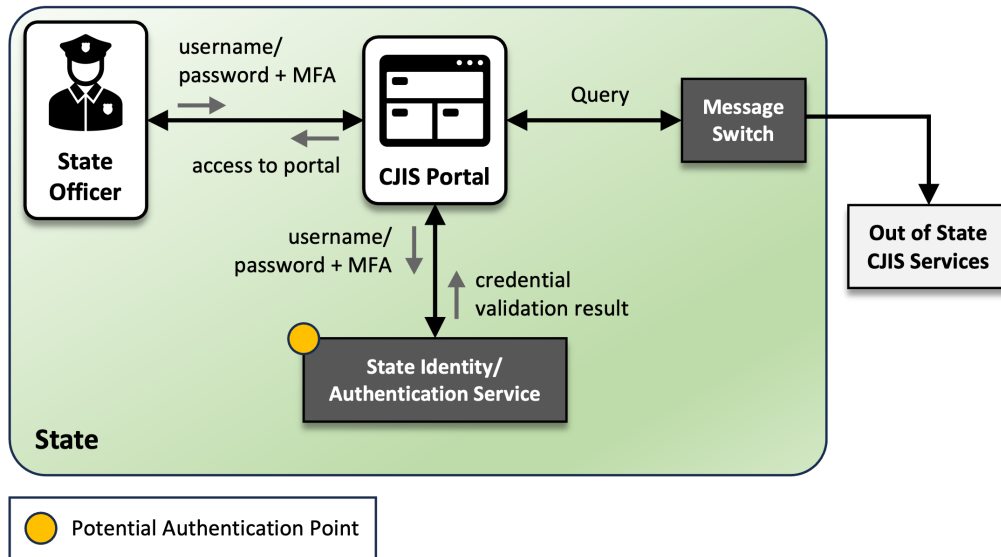 username/
password + MFA
access to portal
State
Officer
CJIS Portal
Query
Message
Switch
Out of State
CJIS Services
username/
password + MFA
credential
validation result
State Identity/
Authentication Service
State
Potential Authentication Point